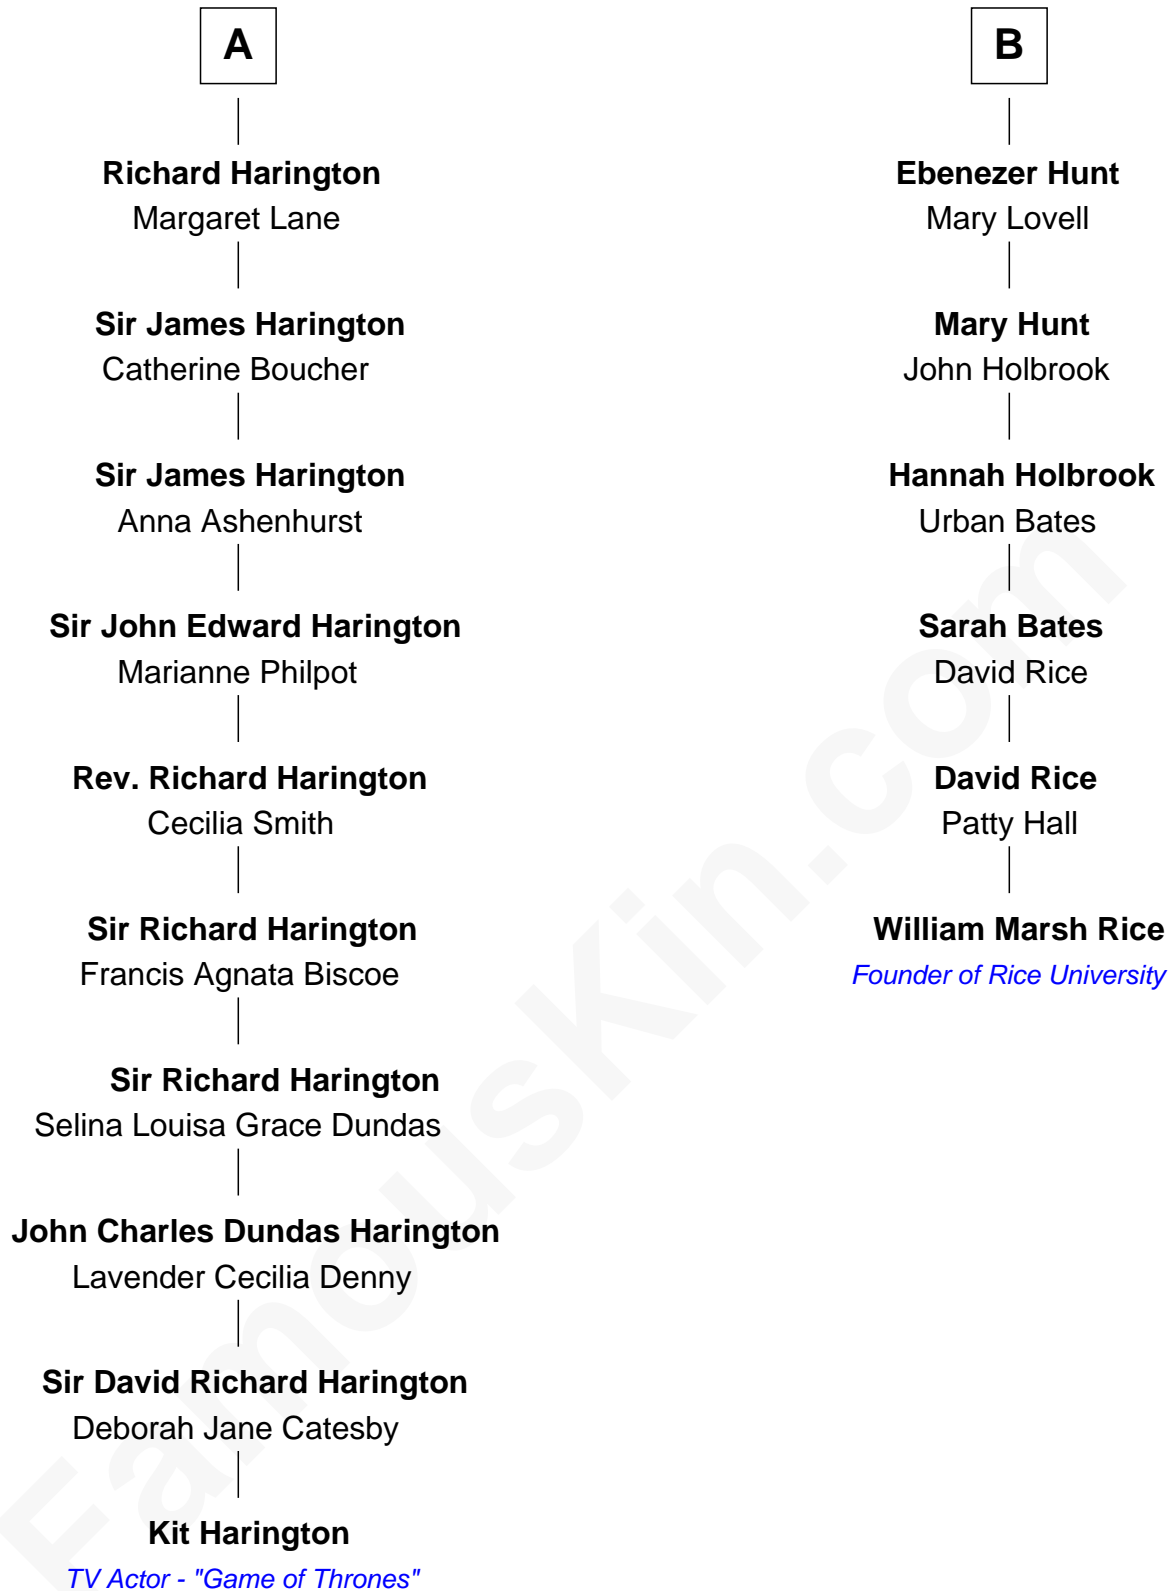 A
Richard Harington
Margaret Lane
Sir James Harington
Catherine Boucher
Sir James Harington
Anna Ashenhurst
Sir John Edward Harington
Marianne Philpot
Rev. Richard Harington
Cecilia Smith
Sir Richard Harington
Francis Agnata Biscoe
Sir Richard Harington
Selina Louisa Grace Dundas
John Charles Dundas Harington
Lavender Cecilia Denny
Sir David Richard Harington
Deborah Jane Catesby
Kit Harington
TV Actor - "Game of Thrones"
B
Ebenezer Hunt
Mary Lovell
Mary Hunt
John Holbrook
Hannah Holbrook
Urban Bates
Sarah Bates
David Rice
David Rice
Patty Hall
William Marsh Rice
Founder of Rice University
FamousKin.com